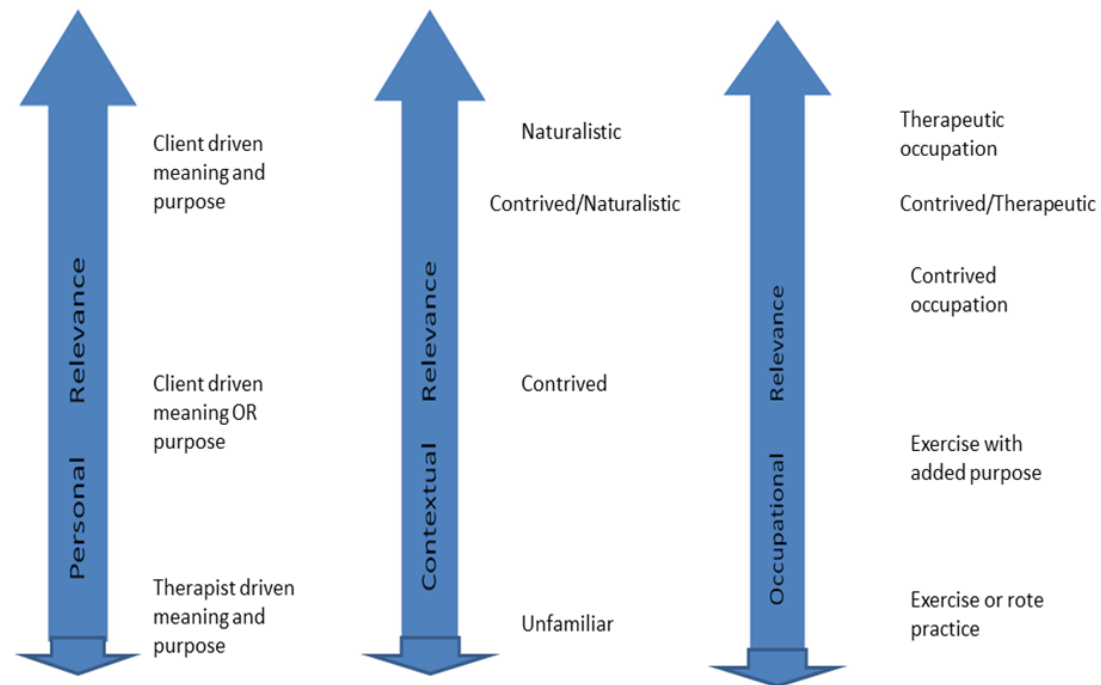 Personal Relevance
Client driven
meaning and
purpose
Client driven
meaning OR
purpose
Therapist driven
meaning and
purpose
Contextual Relevance
Naturalistic
Contrived/Naturalistic
Contrived
Unfamiliar
Occupational Relevance
Therapeutic
occupation
Contrived/Therapeutic
Contrived
occupation
Exercise with
added purpose
Exercise or rote
practice